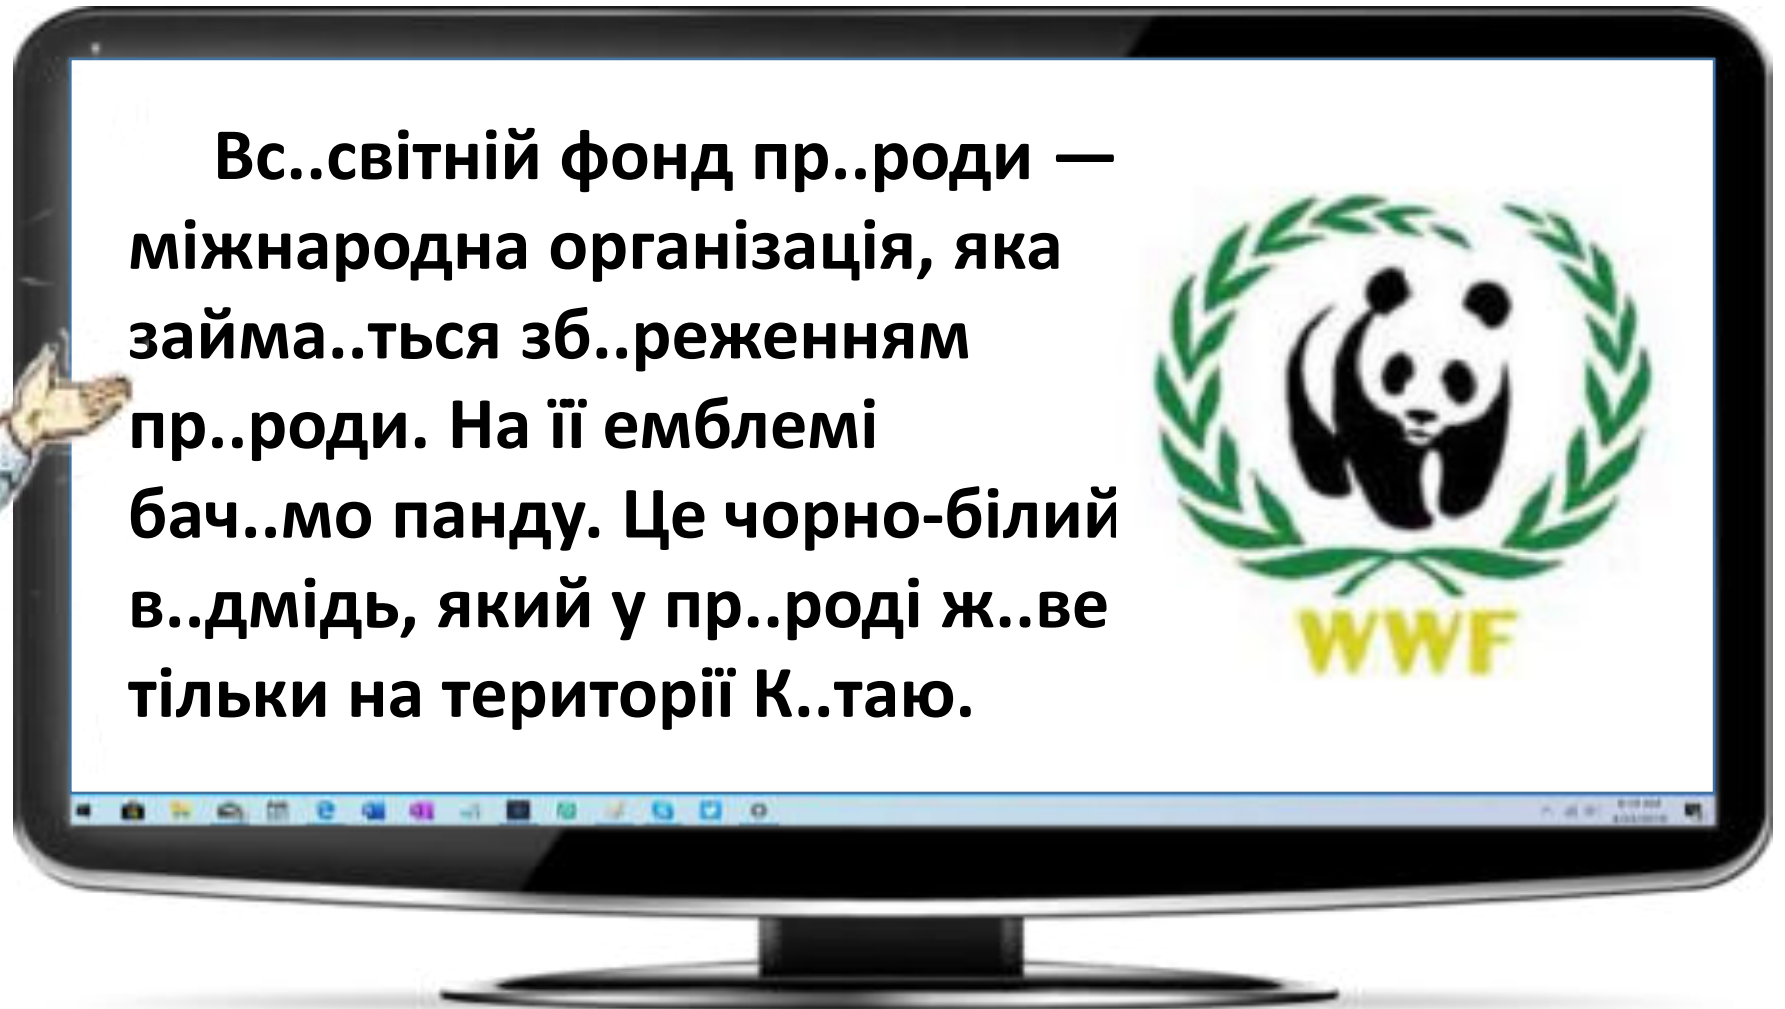 Вс..світній фонд пр..роди —
міжнародна організація, яка
займа..ться зб..реженням
пр..роди. На її емблемі
бач..мо панду. Це чорно-білий
в..дмідь, який у пр..роді ж..ве
тільки на території К..таю.
WWF